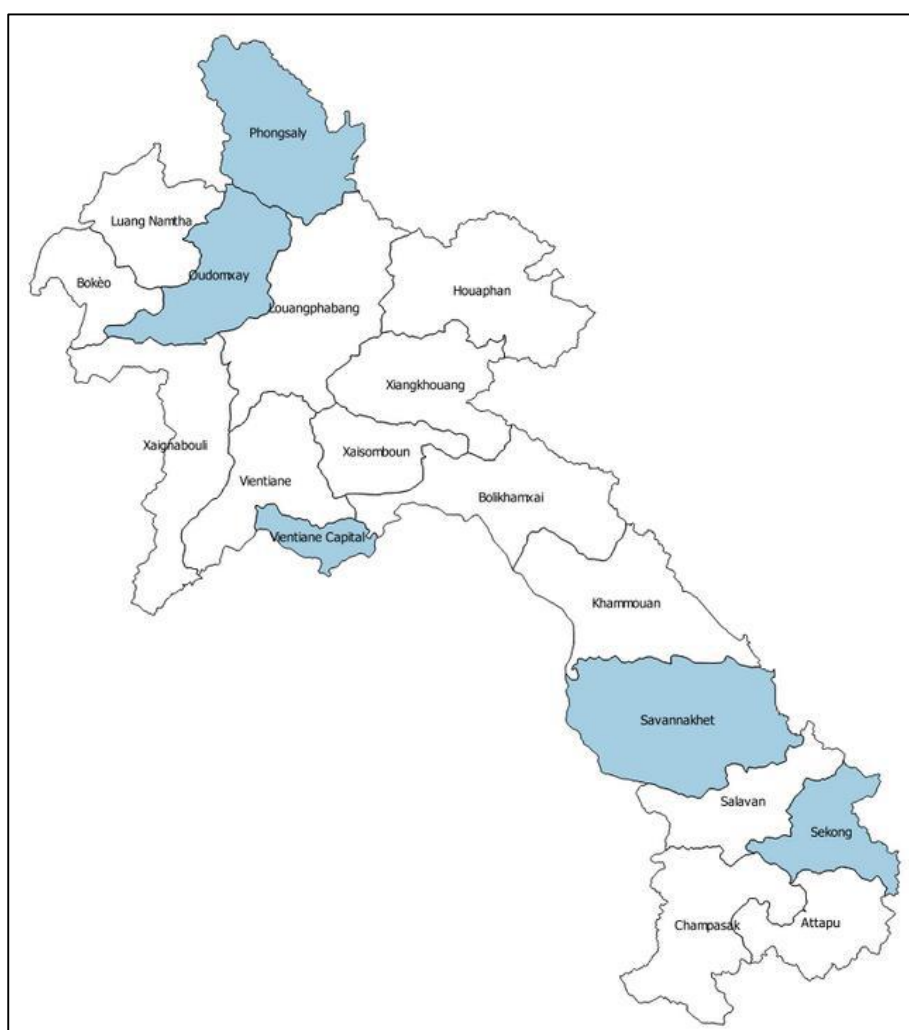 Phongsaly
Luang Namtha
Oudomxay
Bokèo
Houaphan
Louangphabang
Xiangkhouang
Xaignabouli
Xaisomboun
Vientiane
Bolikhamxai
Vientiane Capital
Khammouan
Savannakhet
Salavan
Sekong
Champasak
Attapu